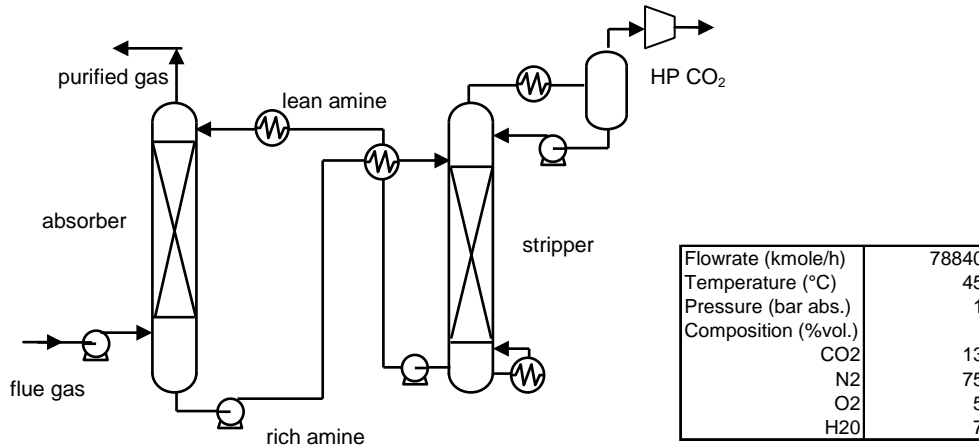 purified gas
lean amine
HP CO₂
absorber
stripper
flue gas
rich amine
Flowrate (kmole/h) 78840
Temperature (°C) 45
Pressure (bar abs.) 1
Composition (%vol.)
CO2 13
N2 75
O2 5
H20 7